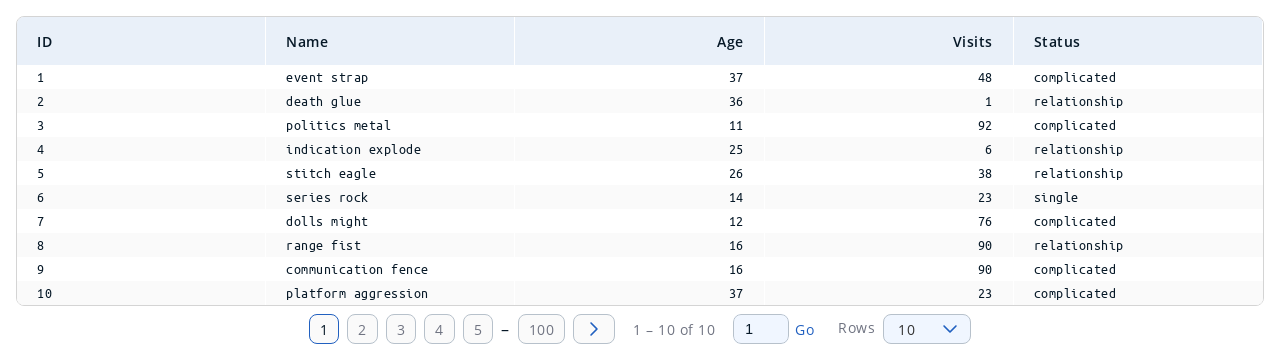 ID Name Age Visits Status
1 event strap 37 48 complicated
2 death glue 36 1 relationship
3 politics metal 11 92 complicated
4 indication explode 25 6 relationship
5 stitch eagle 26 38 relationship
6 series rock 14 23 single
7 dolls might 12 76 complicated
8 range fist 16 90 relationship
9 communication fence 16 90 complicated
10 platform aggression 37 23 complicated
1 2 3 4 5 – 100 1 – 10 of 10 1 Go Rows 10